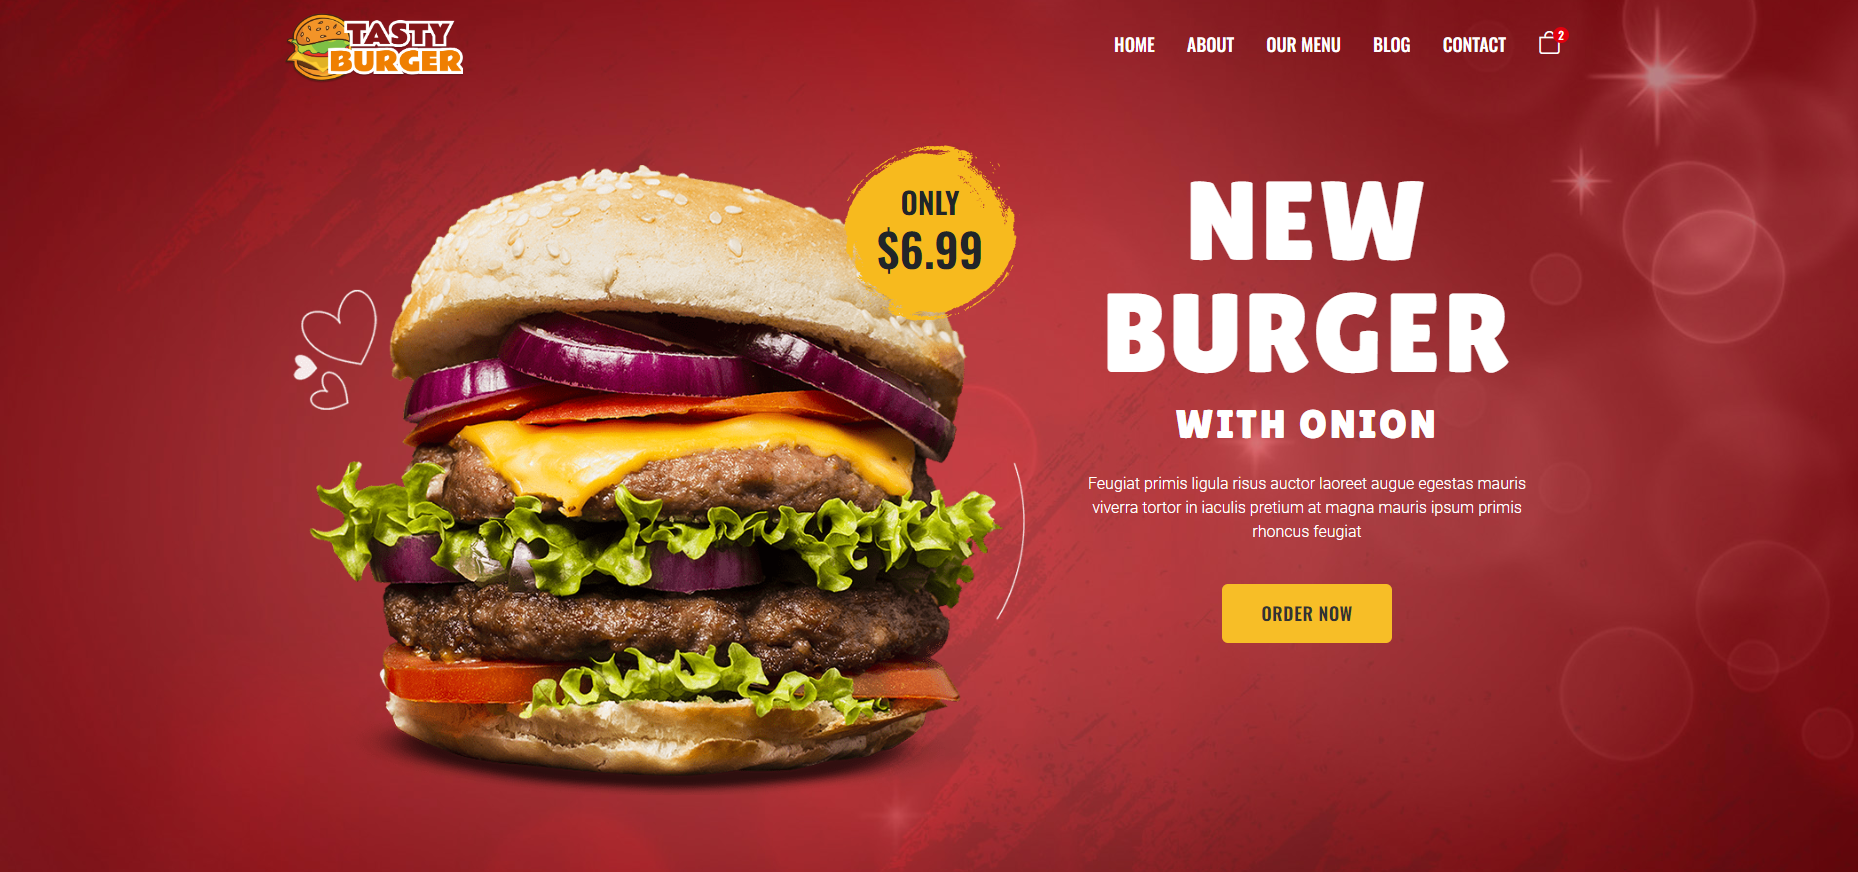 TASTY
BURGER
HOME ABOUT OUR MENU BLOG CONTACT 2
ONLY
$6.99
NEW
BURGER
WITH ONION
Feugiat primis ligula risus auctor laoreet augue egestas mauris
viverra tortor in iaculis pretium at magna mauris ipsum primis
rhoncus feugiat
ORDER NOW